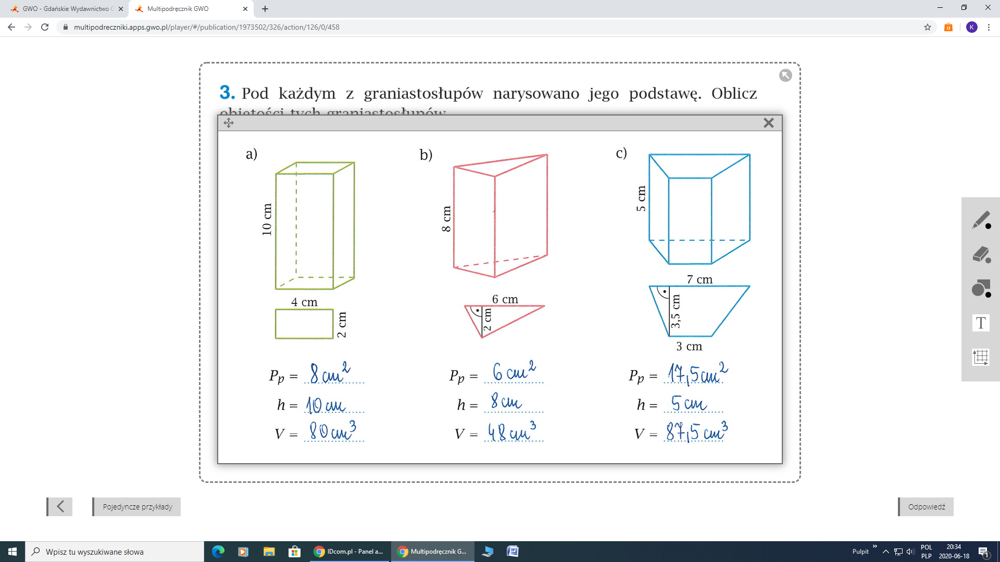 GWO - Gdańskie Wydawnictwo O
Multipodręcznik GWO
multipodreczniki.apps.gwo.pl/player/#/publication/1973502/326/action/126/0/458
K
3. Pod każdym z graniastosłupów narysowano jego podstawę. Oblicz
objętości tych graniastosłupów.
a)
b)
c)
10 cm
8 cm
5 cm
4 cm
2 cm
6 cm
2 cm
7 cm
3,5 cm
3 cm
Pp = 8 cm²
h = 10 cm
V = 80 cm³
Pp = 6 cm²
h = 8 cm
V = 48 cm³
Pp = 17,5 cm²
h = 5 cm
V = 87,5 cm³
T
Pojedyncze przykłady
Odpowiedź
Wpisz tu wyszukiwane słowa
IDcom.pl - Panel a...
Multipodręcznik G...
Pulpit
POL
PLP
20:34
2020-06-18
1